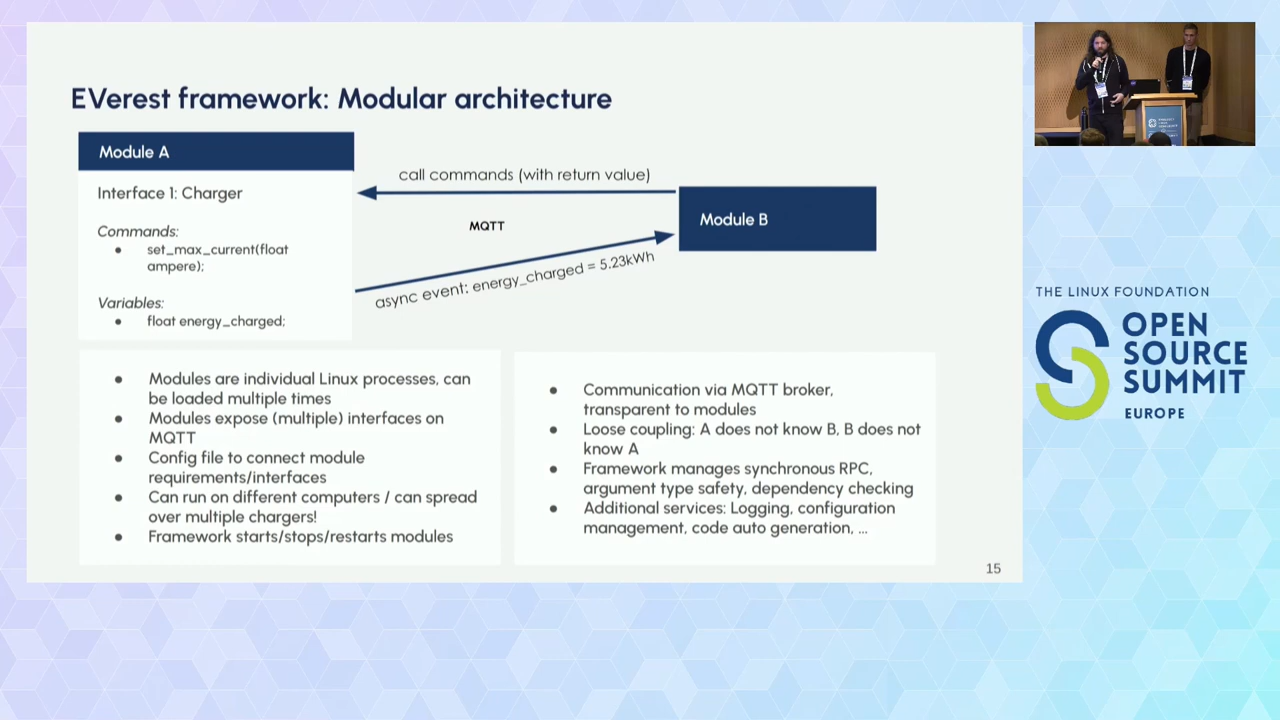 EVerest framework: Modular architecture
Module A
Interface 1: Charger
Commands:
● set_max_current(float
ampere);
Variables:
● float energy_charged;
call commands (with return value)
MQTT
async event: energy_charged = 5.23kWh
Module B
● Modules are individual Linux processes, can
be loaded multiple times
● Modules expose (multiple) interfaces on
MQTT
● Config file to connect module
requirements/interfaces
● Can run on different computers / can spread
over multiple chargers!
● Framework starts/stops/restarts modules
● Communication via MQTT broker,
transparent to modules
● Loose coupling: A does not know B, B does not
know A
● Framework manages synchronous RPC,
argument type safety, dependency checking
● Additional services: Logging, configuration
management, code auto generation, ...
15
THE LINUX FOUNDATION
OPEN
SOURCE
SUMMIT
EUROPE